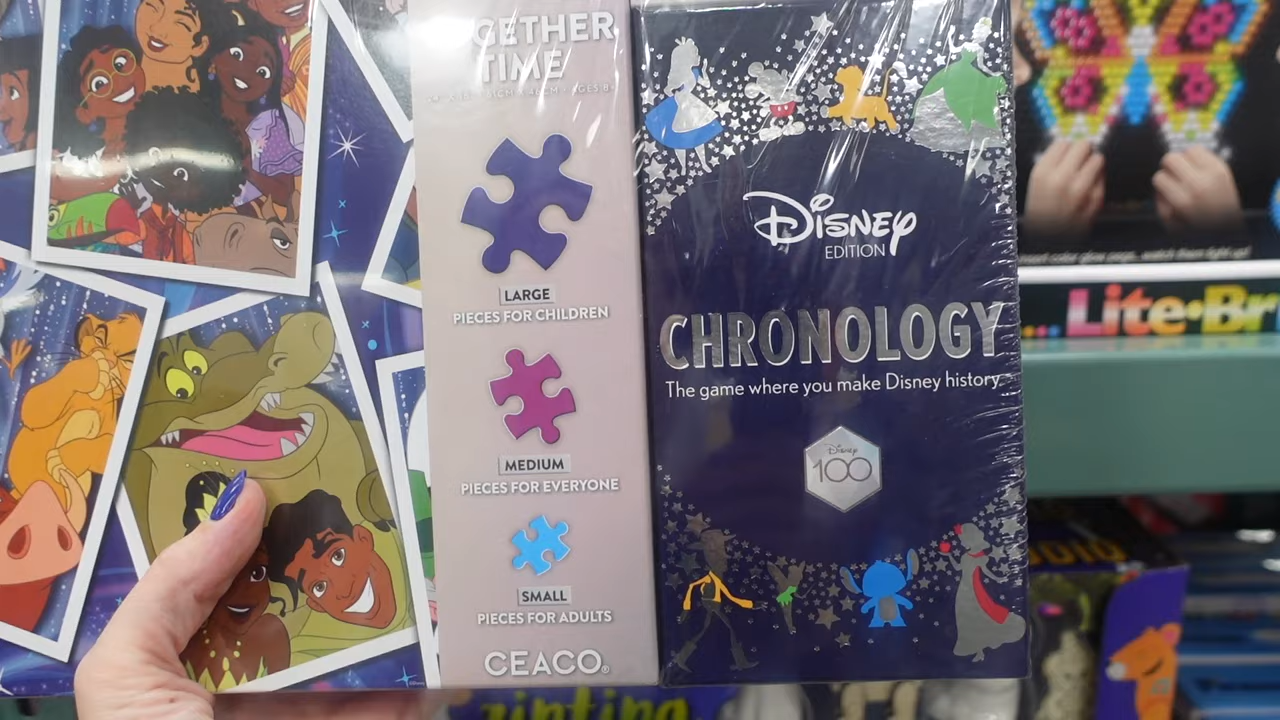 GETHER
TIME
LARGE
PIECES FOR CHILDREN
MEDIUM
PIECES FOR EVERYONE
SMALL
PIECES FOR ADULTS
CEACO®
Disney
EDITION
CHRONOLOGY
The game where you make Disney history
Disney
100
Lite•Br